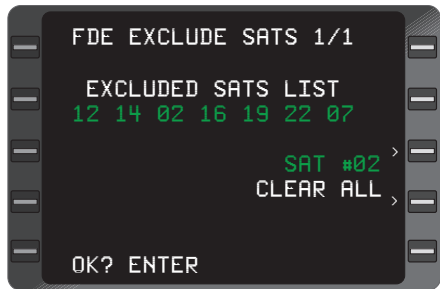 FDE EXCLUDE SATS 1/1
EXCLUDED SATS LIST
12 14 02 16 19 22 07
SAT #02 >
CLEAR ALL >
OK? ENTER